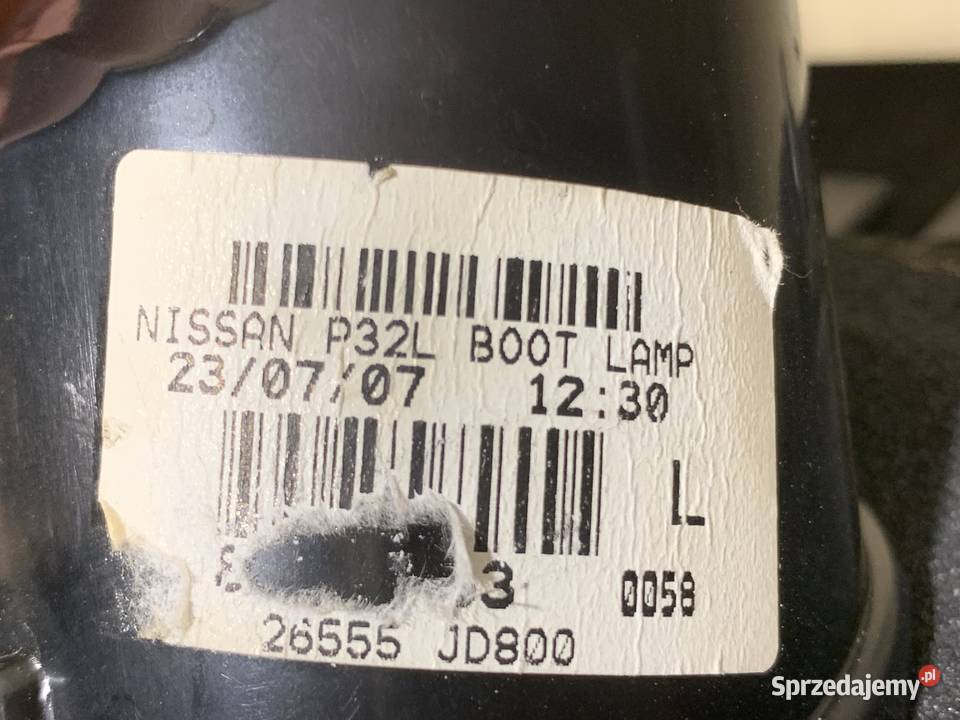 NISSAN P32L BOOT LAMP
23/07/07 12:30
L
3 0058
26555 JD800
Sprzedajemy.pl